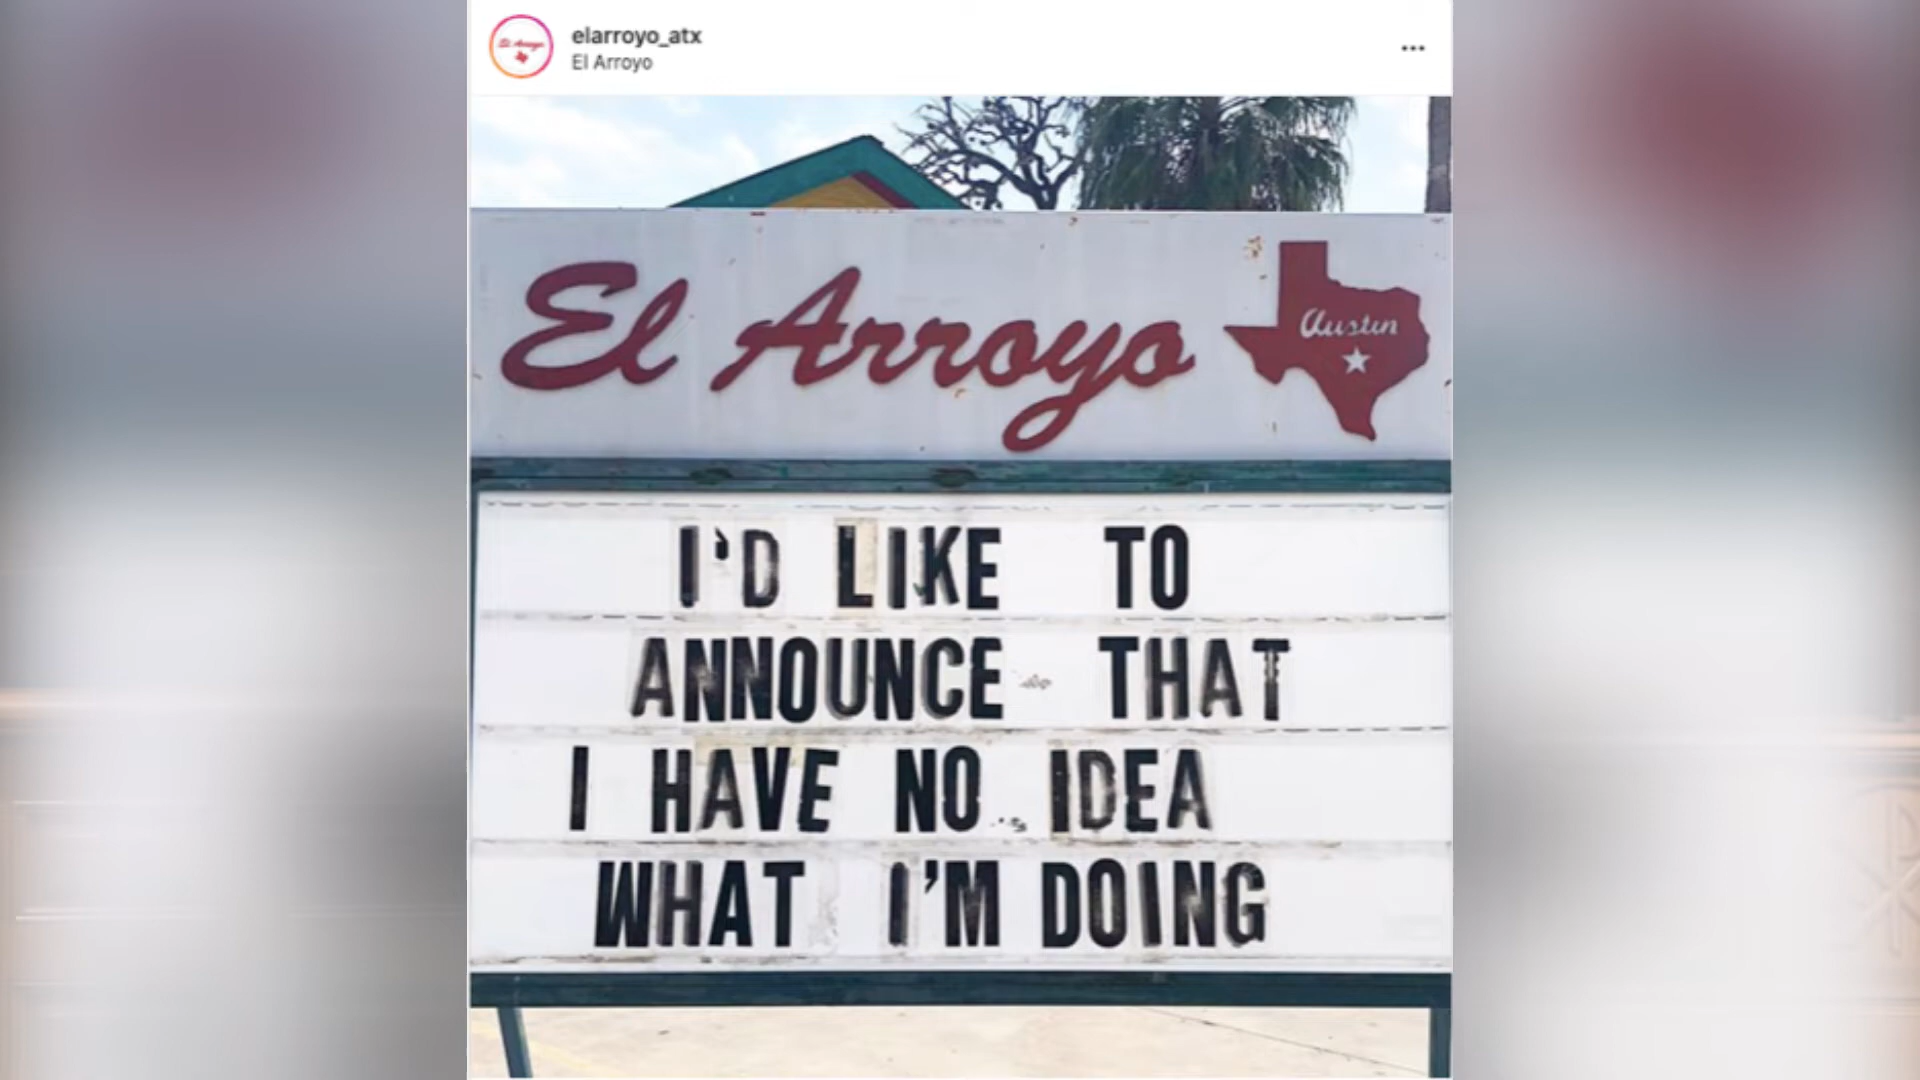 elarroyo_atx
El Arroyo
El Arroyo
Austin
I'D LIKE TO
ANNOUNCE THAT
I HAVE NO IDEA
WHAT I'M DOING